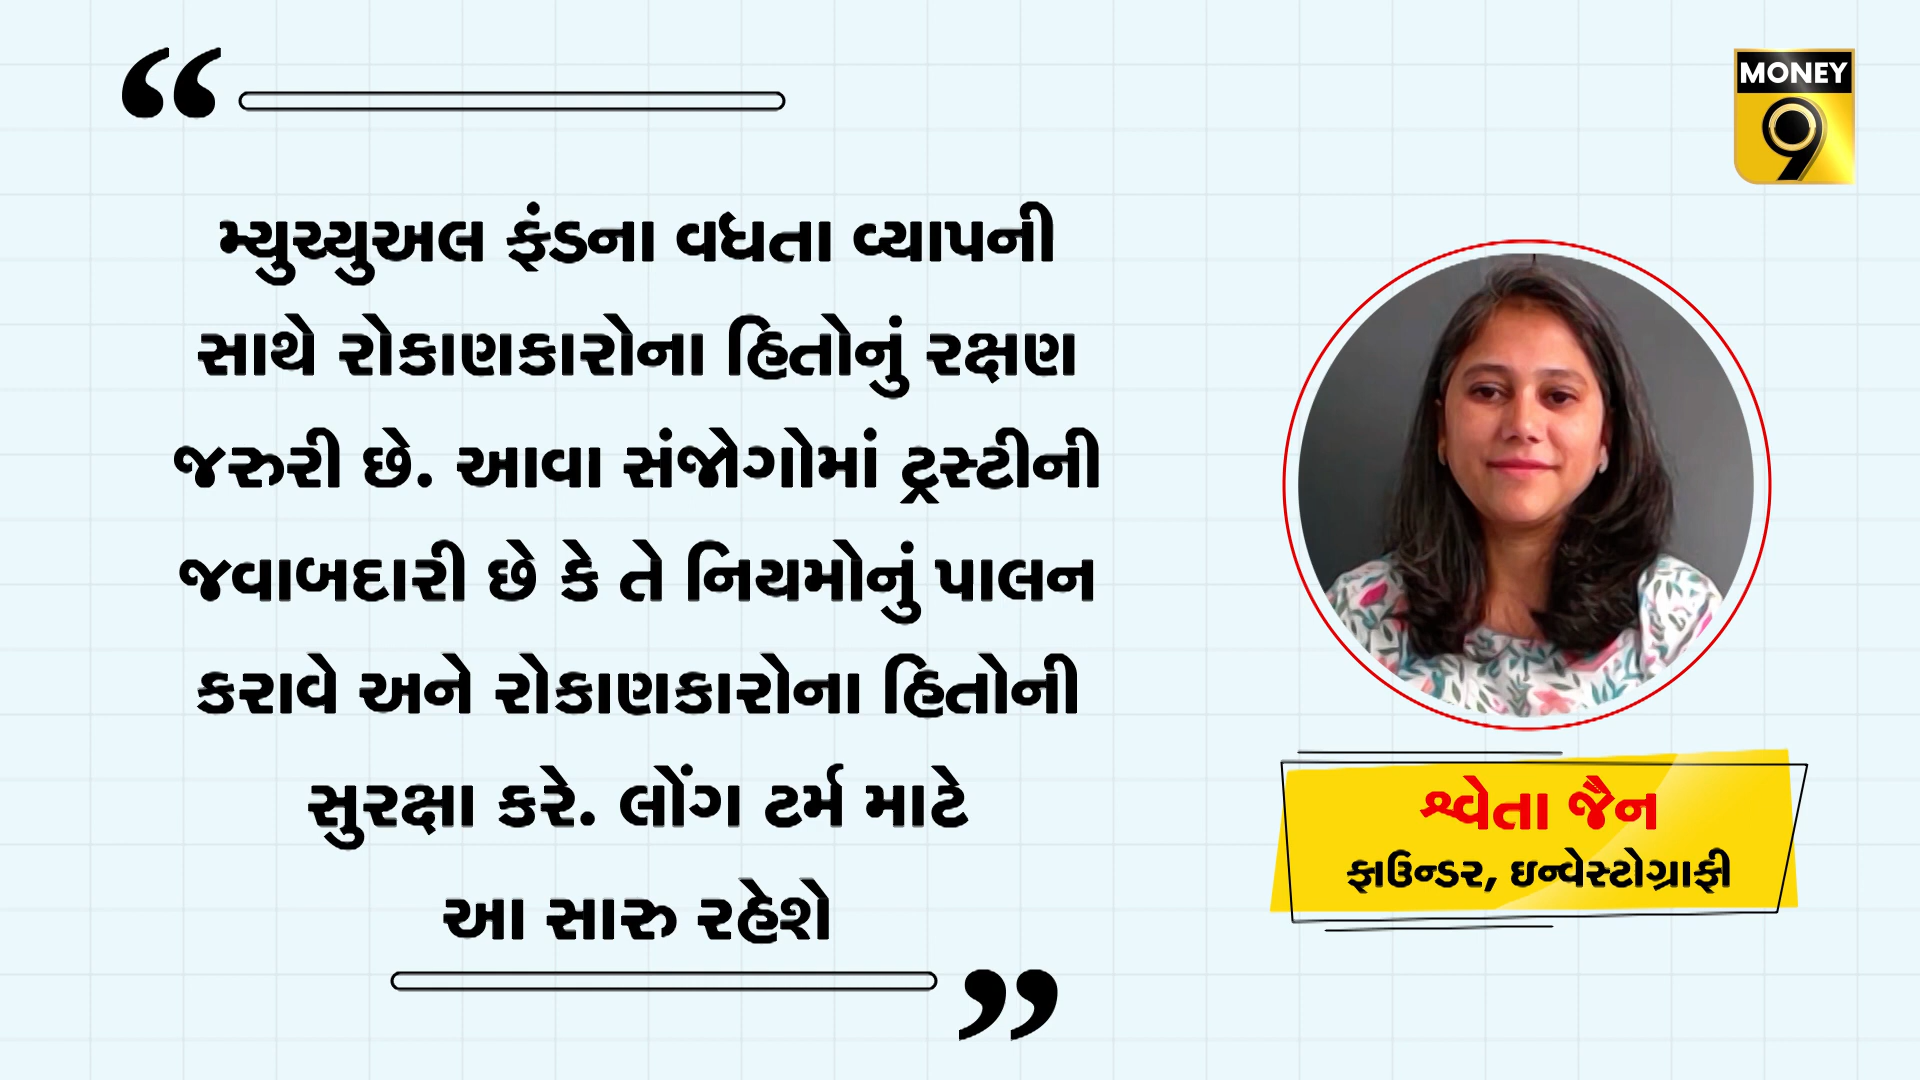 MONEY
9
મ્યુચ્યુઅલ ફંડના વધતા વ્યાપની
સાથે રોકાણકારોના હિતોનું રક્ષણ
જરુરી છે. આવા સંજોગોમાં ટ્રસ્ટીની
જવાબદારી છે કે તે નિયમોનું પાલન
કરાવે અને રોકાણકારોના હિતોની
સુરક્ષા કરે. લોંગ ટર્મ માટે
આ સારુ રહેશે
શ્વેતા જૈન
ફાઉન્ડર, ઇન્વેસ્ટોગ્રાફી